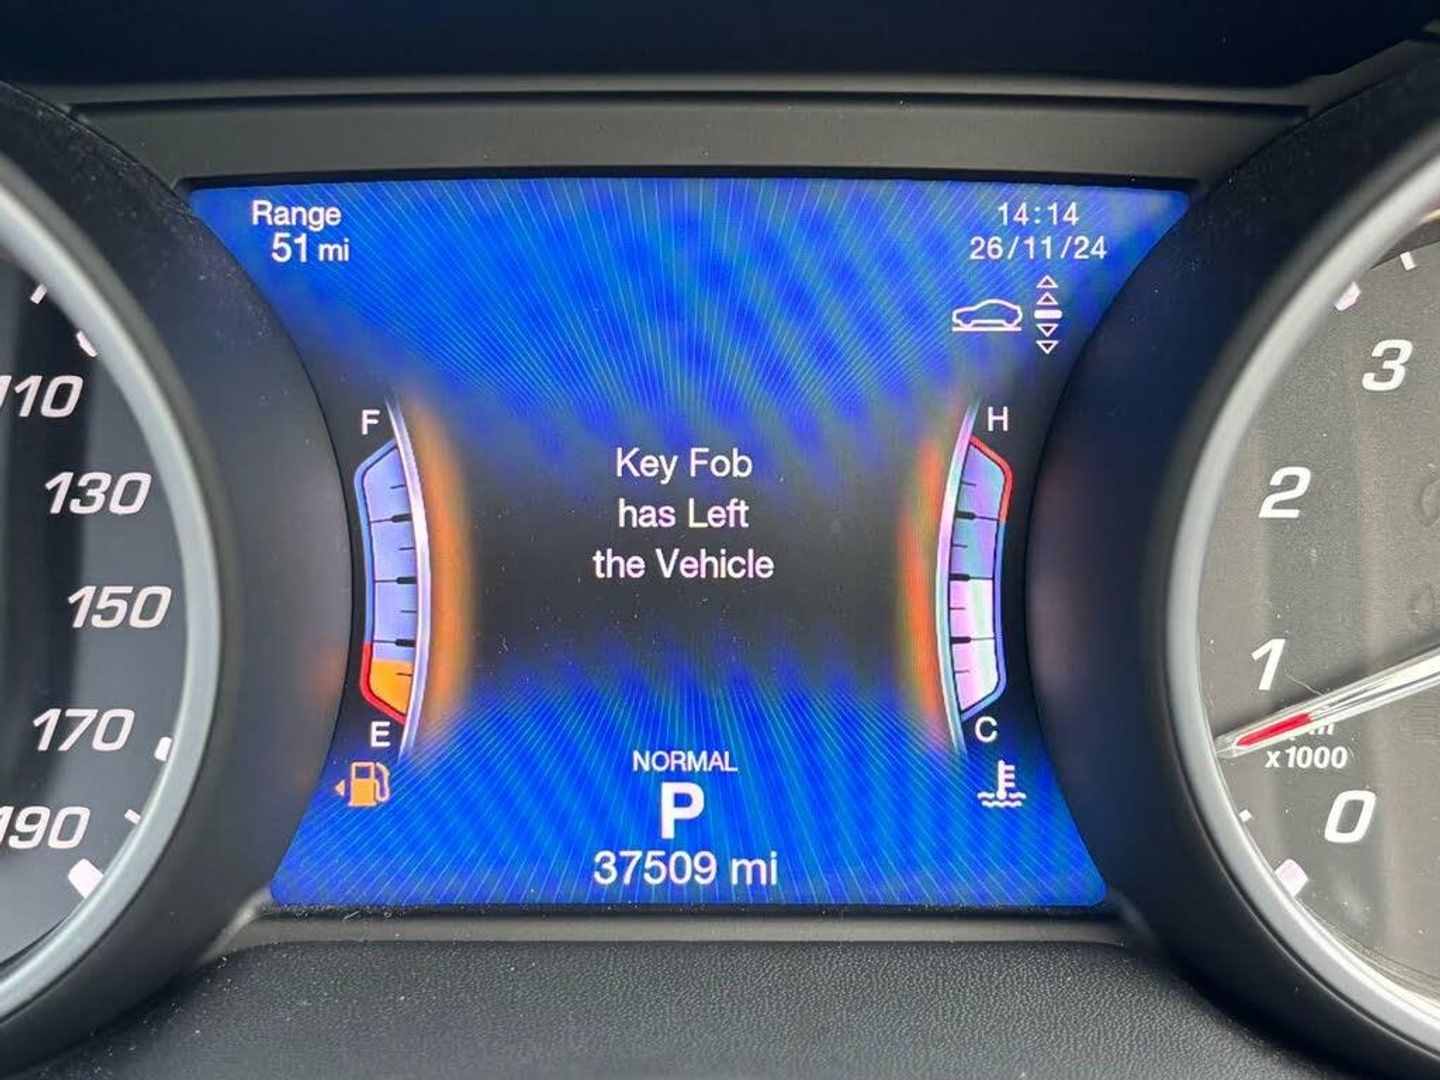 Range
51 mi
14:14
26/11/24
F
H
Key Fob
has Left
the Vehicle
E
C
NORMAL
P
37509 mi
110
130
150
170
190
3
2
1
x1000
0